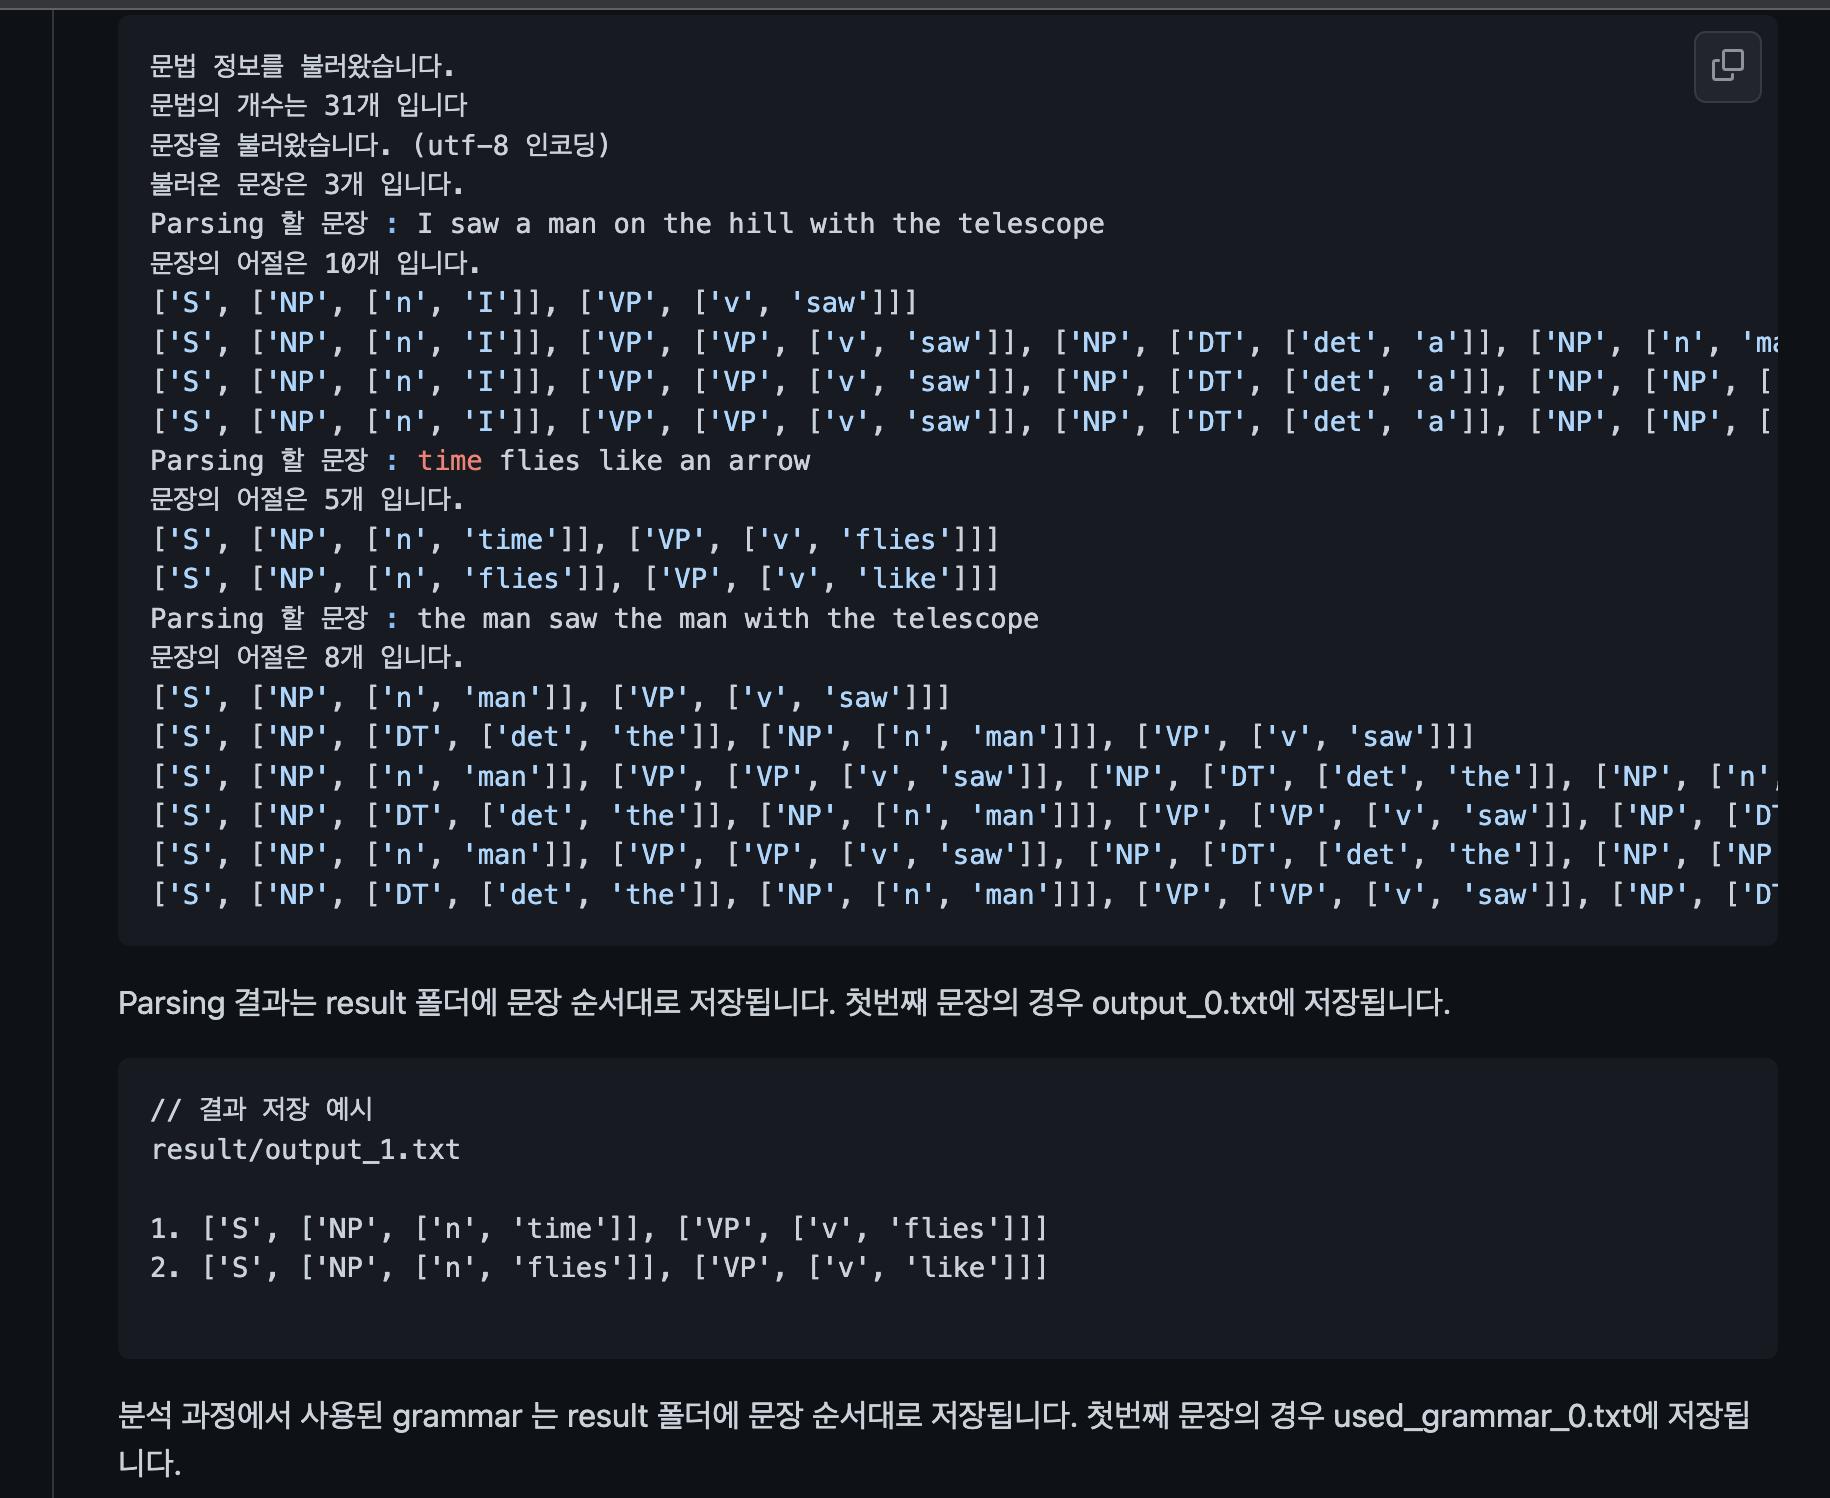 문법 정보를 불러왔습니다.
문법의 개수는 31개 입니다
문장을 불러왔습니다. (utf-8 인코딩)
불러온 문장은 3개 입니다.
Parsing 할 문장 : I saw a man on the hill with the telescope
문장의 어절은 10개 입니다.
['S', ['NP', ['n', 'I']], ['VP', ['v', 'saw']]]
['S', ['NP', ['n', 'I']], ['VP', ['VP', ['v', 'saw']], ['NP', ['DT', ['det', 'a']], ['NP', ['n', 'ma
['S', ['NP', ['n', 'I']], ['VP', ['VP', ['v', 'saw']], ['NP', ['DT', ['det', 'a']], ['NP', ['NP', [
['S', ['NP', ['n', 'I']], ['VP', ['VP', ['v', 'saw']], ['NP', ['DT', ['det', 'a']], ['NP', ['NP', [
Parsing 할 문장 : time flies like an arrow
문장의 어절은 5개 입니다.
['S', ['NP', ['n', 'time']], ['VP', ['v', 'flies']]]
['S', ['NP', ['n', 'flies']], ['VP', ['v', 'like']]]
Parsing 할 문장 : the man saw the man with the telescope
문장의 어절은 8개 입니다.
['S', ['NP', ['n', 'man']], ['VP', ['v', 'saw']]]
['S', ['NP', ['DT', ['det', 'the']], ['NP', ['n', 'man']]], ['VP', ['v', 'saw']]]
['S', ['NP', ['n', 'man']], ['VP', ['VP', ['v', 'saw']], ['NP', ['DT', ['det', 'the']], ['NP', ['n',
['S', ['NP', ['DT', ['det', 'the']], ['NP', ['n', 'man']]], ['VP', ['VP', ['v', 'saw']], ['NP', ['DT
['S', ['NP', ['n', 'man']], ['VP', ['VP', ['v', 'saw']], ['NP', ['DT', ['det', 'the']], ['NP', ['NP
['S', ['NP', ['DT', ['det', 'the']], ['NP', ['n', 'man']]], ['VP', ['VP', ['v', 'saw']], ['NP', ['DT
Parsing 결과는 result 폴더에 문장 순서대로 저장됩니다. 첫번째 문장의 경우 output_0.txt에 저장됩니다.
// 결과 저장 예시
result/output_1.txt
1. ['S', ['NP', ['n', 'time']], ['VP', ['v', 'flies']]]
2. ['S', ['NP', ['n', 'flies']], ['VP', ['v', 'like']]]
분석 과정에서 사용된 grammar 는 result 폴더에 문장 순서대로 저장됩니다. 첫번째 문장의 경우 used_grammar_0.txt에 저장됩
니다.